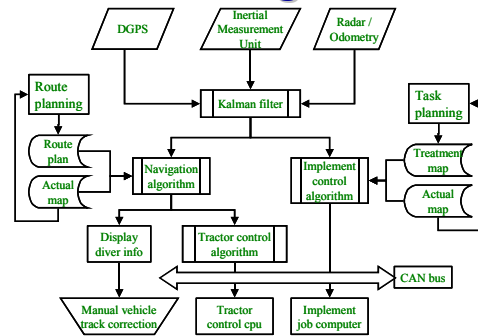 DGPS
Inertial
Measurement
Unit
Radar /
Odometry
Route
planning
Kalman filter
Task
planning
Route
plan
Actual
map
Navigation
algorithm
Implement
control
algorithm
Treatment
map
Actual
map
Display
diver info
Tractor control
algorithm
CAN bus
Manual vehicle
track correction
Tractor
control cpu
Implement
job computer